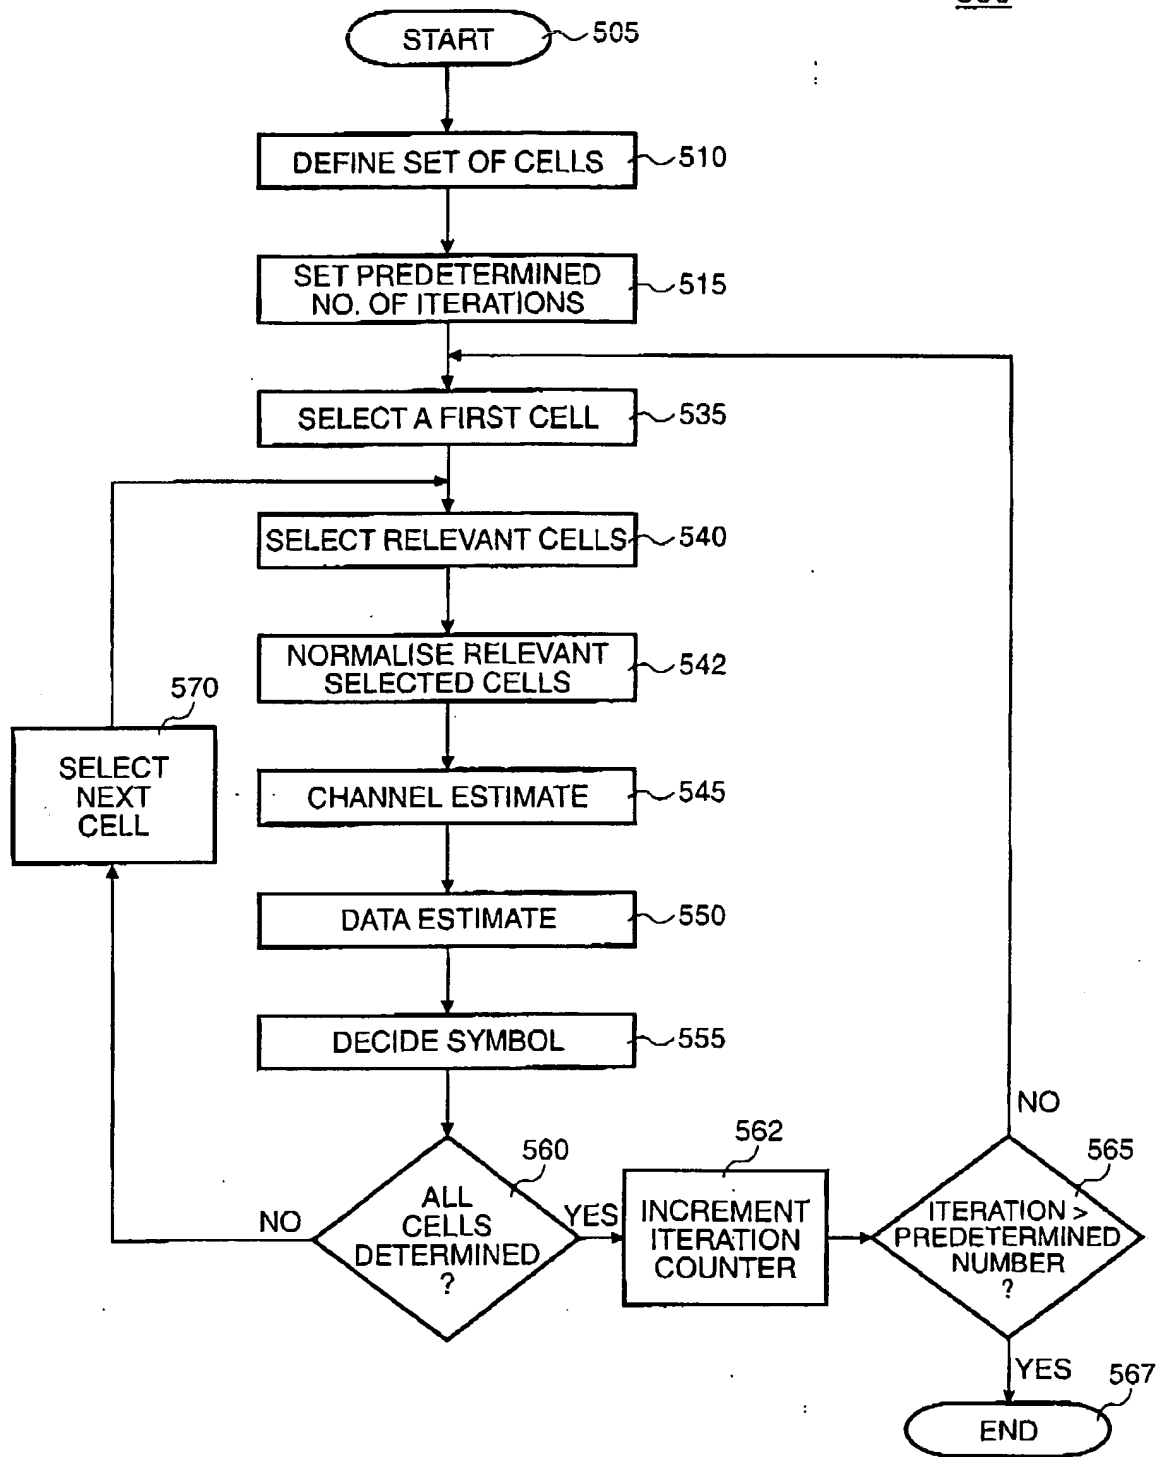 START
505
DEFINE SET OF CELLS
510
SET PREDETERMINED
NO. OF ITERATIONS
515
SELECT A FIRST CELL
535
SELECT RELEVANT CELLS
540
NORMALISE RELEVANT
SELECTED CELLS
542
570
SELECT
NEXT
CELL
CHANNEL ESTIMATE
545
DATA ESTIMATE
550
DECIDE SYMBOL
555
560
ALL
CELLS
DETERMINED
?
NO
YES
562
INCREMENT
ITERATION
COUNTER
NO
565
ITERATION >
PREDETERMINED
NUMBER
?
YES
567
END